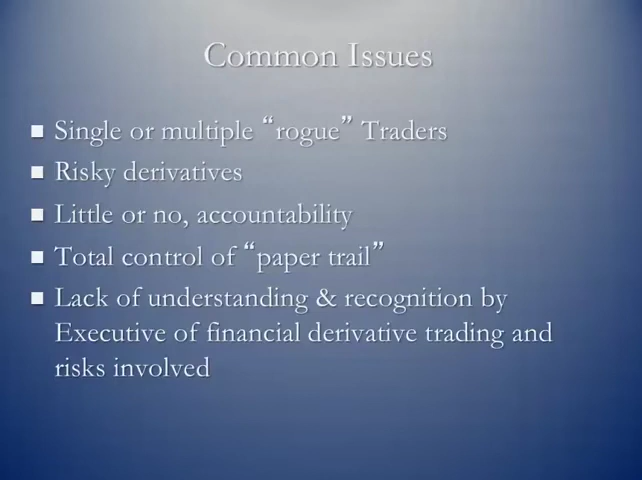 Common Issues
Single or multiple “rogue” Traders
Risky derivatives
Little or no, accountability
Total control of “paper trail”
Lack of understanding & recognition by
Executive of financial derivative trading and
risks involved